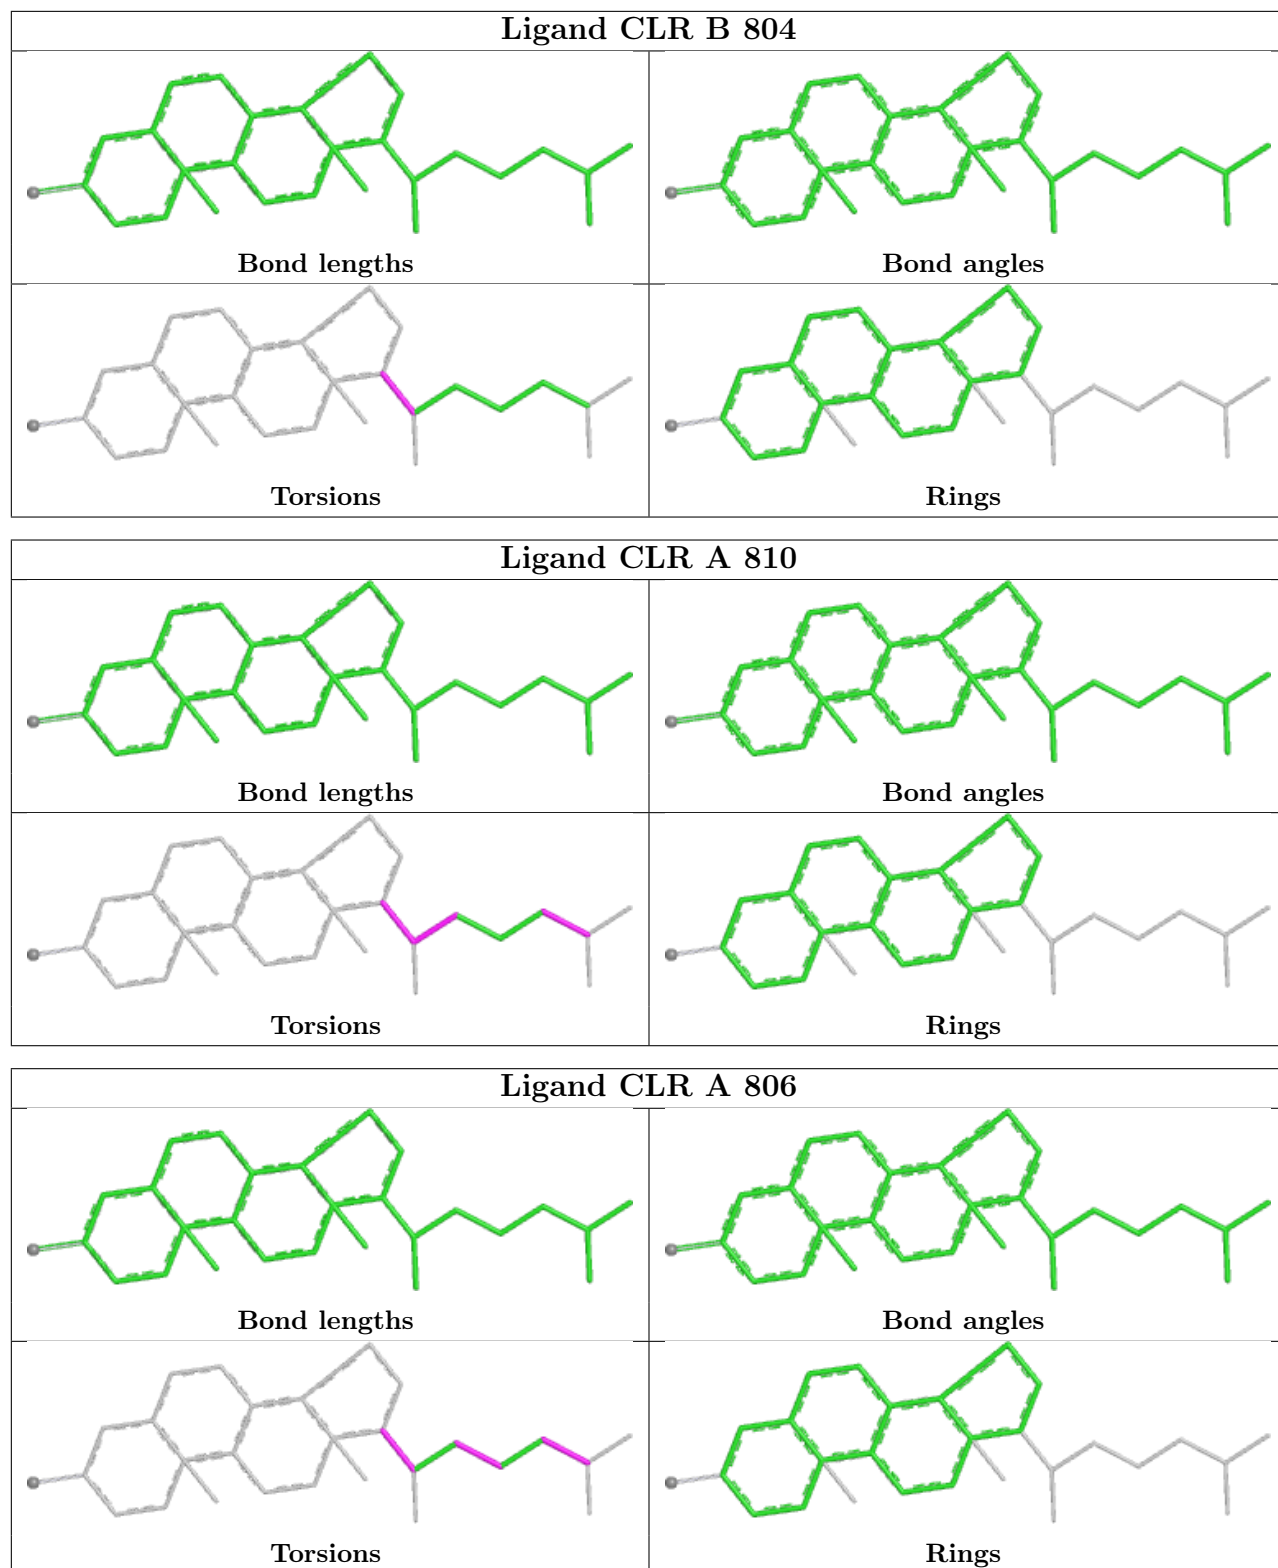 Ligand CLR B 804
Bond lengths
Bond angles
Torsions
Rings
Ligand CLR A 810
Bond lengths
Bond angles
Torsions
Rings
Ligand CLR A 806
Bond lengths
Bond angles
Torsions
Rings